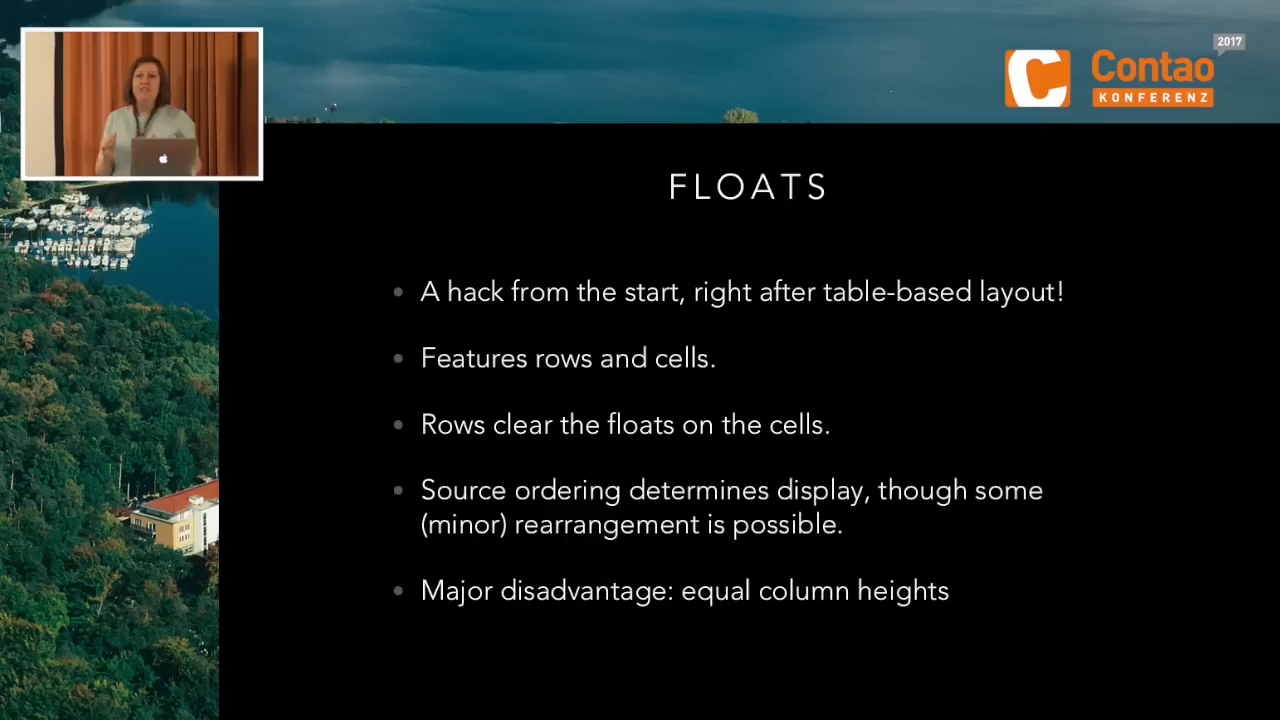 2017
Contao
KONFERENZ
FLOATS
• A hack from the start, right after table-based layout!
• Features rows and cells.
• Rows clear the floats on the cells.
• Source ordering determines display, though some
(minor) rearrangement is possible.
• Major disadvantage: equal column heights